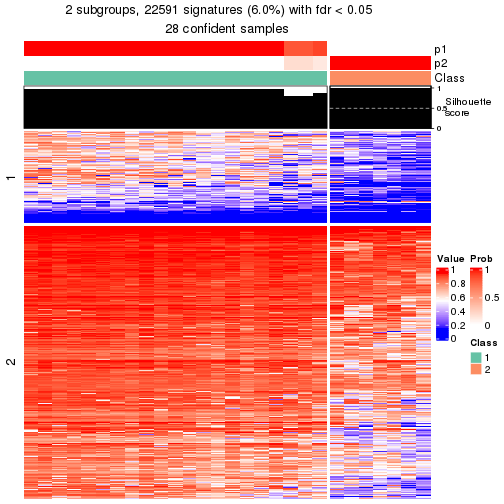 2 subgroups, 22591 signatures (6.0%) with fdr < 0.05
28 confident samples
p1
p2
Class
1
0.5
0
Silhouette
score
1
2
Value
1
0.8
0.6
0.4
0.2
0
Prob
1
0.5
0
Class
1
2